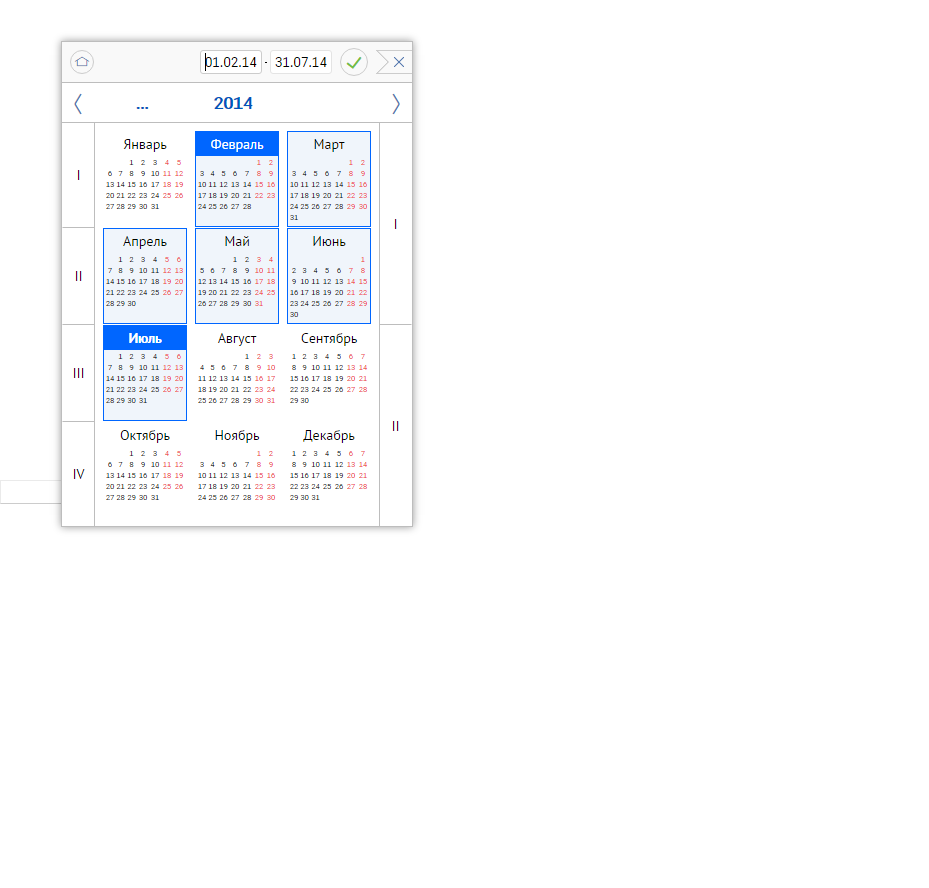 01.02.14 - 31.07.14
... 2014
I
II
III
IV
Январь
1 2 3 4 5
6 7 8 9 10 11 12
13 14 15 16 17 18 19
20 21 22 23 24 25 26
27 28 29 30 31
Февраль
1 2
3 4 5 6 7 8 9
10 11 12 13 14 15 16
17 18 19 20 21 22 23
24 25 26 27 28
Март
1 2
3 4 5 6 7 8 9
10 11 12 13 14 15 16
17 18 19 20 21 22 23
24 25 26 27 28 29 30
31
Апрель
1 2 3 4 5 6
7 8 9 10 11 12 13
14 15 16 17 18 19 20
21 22 23 24 25 26 27
28 29 30
Май
1 2 3 4
5 6 7 8 9 10 11
12 13 14 15 16 17 18
19 20 21 22 23 24 25
26 27 28 29 30 31
Июнь
1
2 3 4 5 6 7 8
9 10 11 12 13 14 15
16 17 18 19 20 21 22
23 24 25 26 27 28 29
30
Июль
1 2 3 4 5 6
7 8 9 10 11 12 13
14 15 16 17 18 19 20
21 22 23 24 25 26 27
28 29 30 31
Август
1 2 3
4 5 6 7 8 9 10
11 12 13 14 15 16 17
18 19 20 21 22 23 24
25 26 27 28 29 30 31
Сентябрь
1 2 3 4 5 6 7
8 9 10 11 12 13 14
15 16 17 18 19 20 21
22 23 24 25 26 27 28
29 30
Октябрь
1 2 3 4 5
6 7 8 9 10 11 12
13 14 15 16 17 18 19
20 21 22 23 24 25 26
27 28 29 30 31
Ноябрь
1 2
3 4 5 6 7 8 9
10 11 12 13 14 15 16
17 18 19 20 21 22 23
24 25 26 27 28 29 30
Декабрь
1 2 3 4 5 6 7
8 9 10 11 12 13 14
15 16 17 18 19 20 21
22 23 24 25 26 27 28
29 30 31
I
II